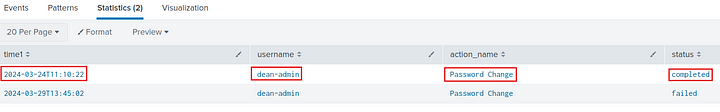 Events Patterns Statistics (2) Visualization
20 Per Page Format Preview
time1 username action_name status
2024-03-24T11:10:22 dean-admin Password Change completed
2024-03-29T13:45:02 dean-admin Password Change failed